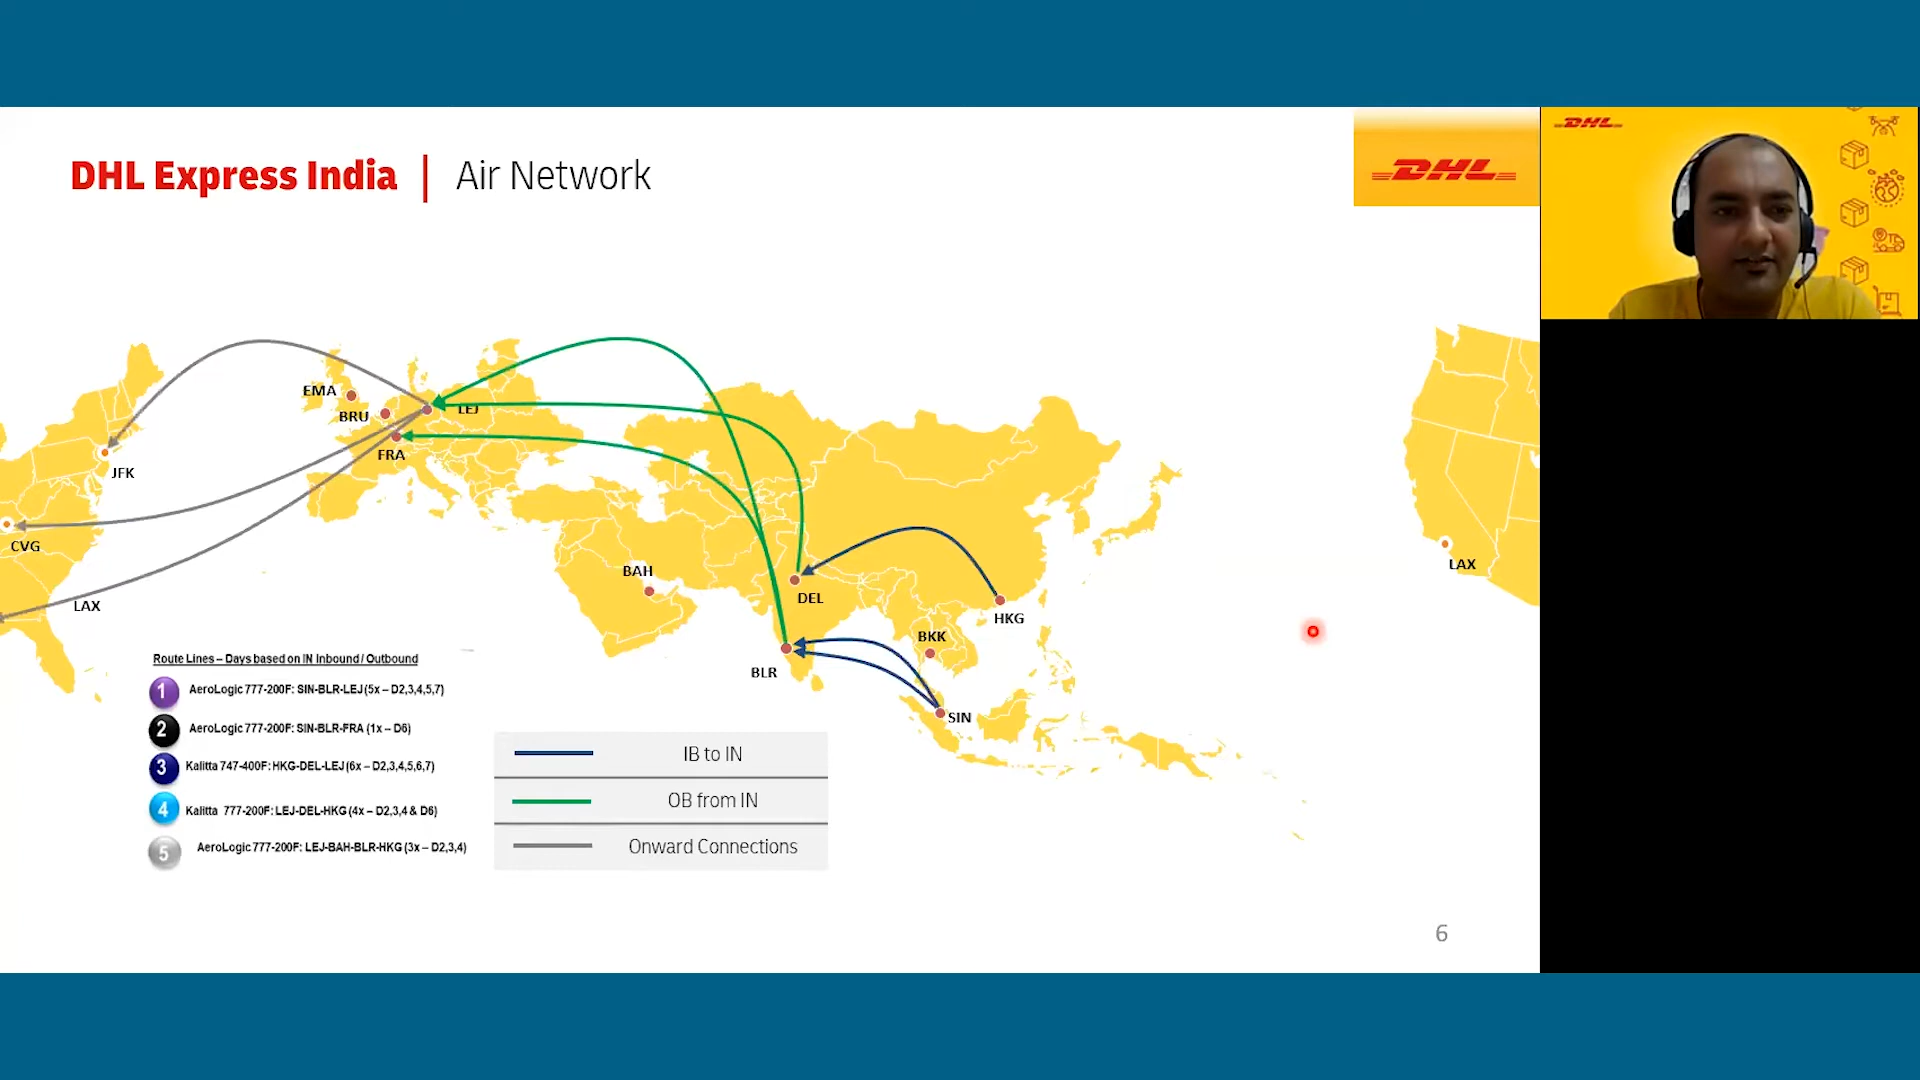 DHL Express India | Air Network
DHL
DHL
EMA
BRU
LEJ
FRA
JFK
CVG
LAX
BAH
DEL
HKG
BKK
BLR
SIN
LAX
Route Lines – Days based on IN Inbound / Outbound
1 AeroLogic 777-200F: SIN-BLR-LEJ (5x – D2,3,4,5,7)
2 AeroLogic 777-200F: SIN-BLR-FRA (1x – D6)
3 Kalitta 747-400F: HKG-DEL-LEJ (6x – D2,3,4,5,6,7)
4 Kalitta 777-200F: LEJ-DEL-HKG (4x – D2,3,4 & D6)
5 AeroLogic 777-200F: LEJ-BAH-BLR-HKG (3x – D2,3,4)
IB to IN
OB from IN
Onward Connections
6